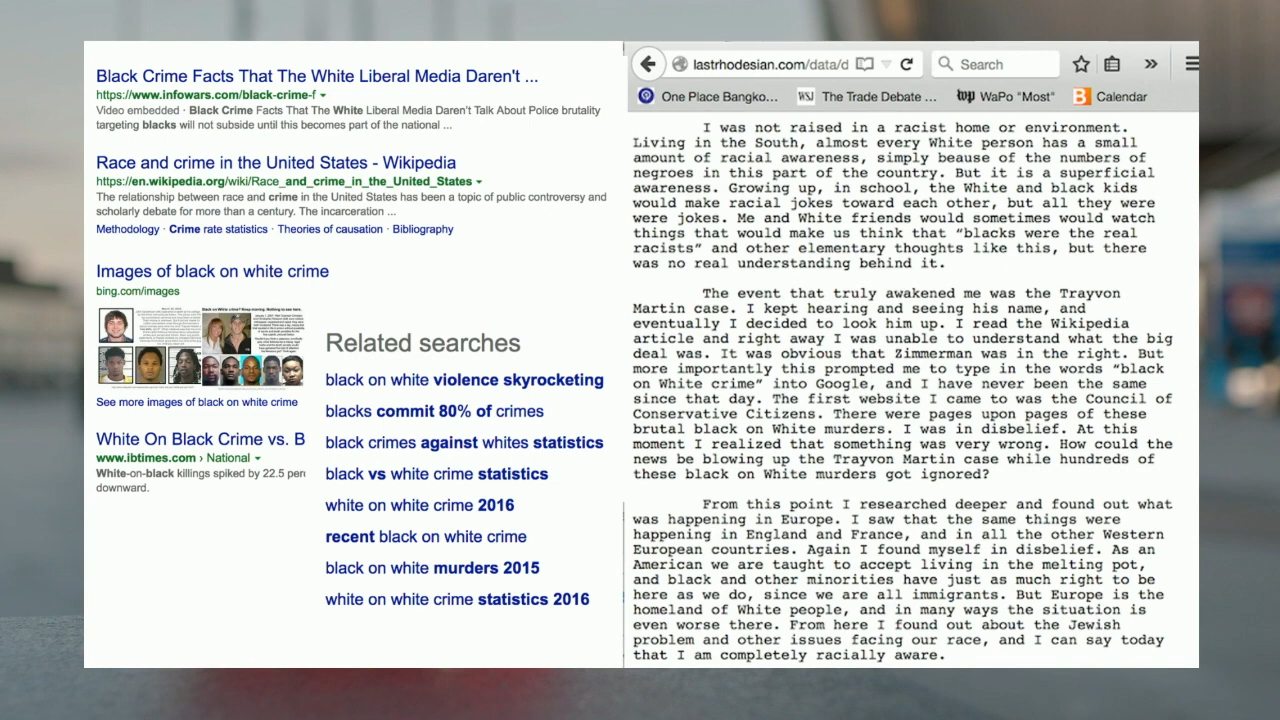 Black Crime Facts That The White Liberal Media Daren't ...
https://www.infowars.com/black-crime-f
Video embedded · Black Crime Facts That The White Liberal Media Daren't Talk About Police brutality
targeting blacks will not subside until this becomes part of the national ...
Race and crime in the United States - Wikipedia
https://en.wikipedia.org/wiki/Race_and_crime_in_the_United_States
The relationship between race and crime in the United States has been a topic of public controversy and
scholarly debate for more than a century. The incarceration ...
Methodology · Crime rate statistics · Theories of causation · Bibliography
Images of black on white crime
bing.com/images
See more images of black on white crime
White On Black Crime vs. B
www.ibtimes.com › National
White-on-black killings spiked by 22.5 perc
downward.
Related searches
black on white violence skyrocketing
blacks commit 80% of crimes
black crimes against whites statistics
black vs white crime statistics
white on white crime 2016
recent black on white crime
black on white murders 2015
white on white crime statistics 2016
lastrhodesian.com/data/d
Search
One Place Bangko...
WSJ The Trade Debate ...
wp WaPo "Most"
B Calendar
I was not raised in a racist home or environment.
Living in the South, almost every White person has a small
amount of racial awareness, simply beause of the numbers of
negroes in this part of the country. But it is a superficial
awareness. Growing up, in school, the White and black kids
would make racial jokes toward each other, but all they were
were jokes. Me and White friends would sometimes would watch
things that would make us think that “blacks were the real
racists” and other elementary thoughts like this, but there
was no real understanding behind it.
The event that truly awakened me was the Trayvon
Martin case. I kept hearing and seeing his name, and
eventually I decided to look him up. I read the Wikipedia
article and right away I was unable to understand what the big
deal was. It was obvious that Zimmerman was in the right. But
more importantly this prompted me to type in the words “black
on White crime” into Google, and I have never been the same
since that day. The first website I came to was the Council of
Conservative Citizens. There were pages upon pages of these
brutal black on White murders. I was in disbelief. At this
moment I realized that something was very wrong. How could the
news be blowing up the Trayvon Martin case while hundreds of
these black on White murders got ignored?
From this point I researched deeper and found out what
was happening in Europe. I saw that the same things were
happening in England and France, and in all the other Western
European countries. Again I found myself in disbelief. As an
American we are taught to accept living in the melting pot,
and black and other minorities have just as much right to be
here as we do, since we are all immigrants. But Europe is the
homeland of White people, and in many ways the situation is
even worse there. From here I found out about the Jewish
problem and other issues facing our race, and I can say today
that I am completely racially aware.